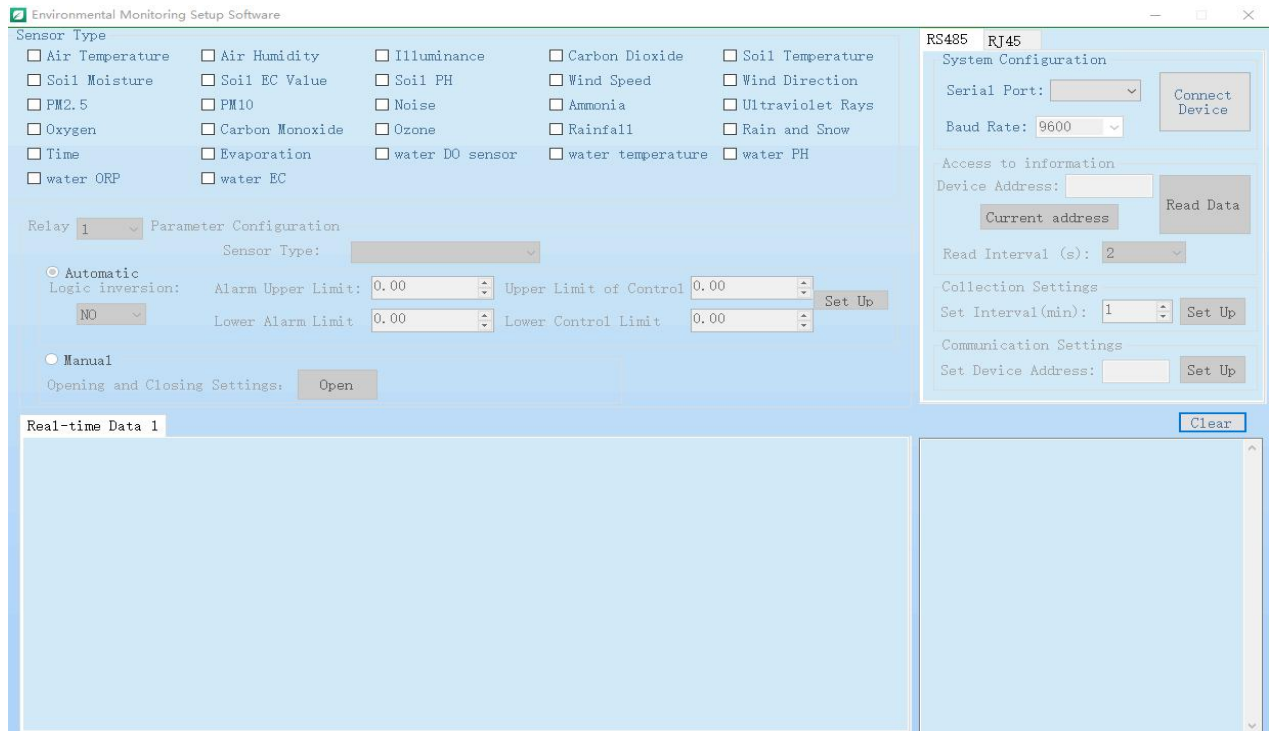 Environmental Monitoring Setup Software
Sensor Type
Air Temperature Air Humidity Illuminance Carbon Dioxide Soil Temperature
Soil Moisture Soil EC Value Soil PH Wind Speed Wind Direction
PM2.5 PM10 Noise Ammonia Ultraviolet Rays
Oxygen Carbon Monoxide Ozone Rainfall Rain and Snow
Time Evaporation water DO sensor water temperature water PH
water ORP water EC
Relay 1 Parameter Configuration
Sensor Type:
Automatic
Logic inversion:
NO
Alarm Upper Limit: 0.00 Upper Limit of Control 0.00
Lower Alarm Limit 0.00 Lower Control Limit 0.00
Set Up
Manual
Opening and Closing Settings: Open
RS485 RJ45
System Configuration
Serial Port:
Baud Rate: 9600
Connect
Device
Access to information
Device Address:
Current address
Read Data
Read Interval (s): 2
Collection Settings
Set Interval(min): 1 Set Up
Communication Settings
Set Device Address: Set Up
Real-time Data 1
Clear